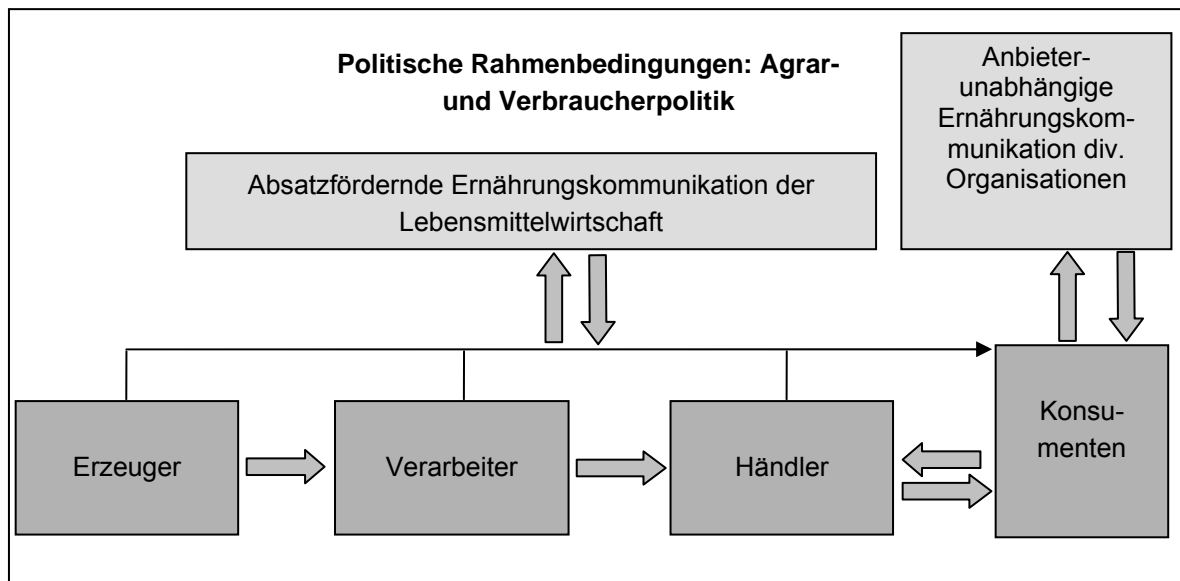 Politische Rahmenbedingungen: Agrar-
und Verbraucherpolitik
Anbieter-
unabhängige
Ernährungskom-
munikation div.
Organisationen
Absatzfördernde Ernährungskommunikation der
Lebensmittelwirtschaft
Erzeuger
Verarbeiter
Händler
Konsu-
menten